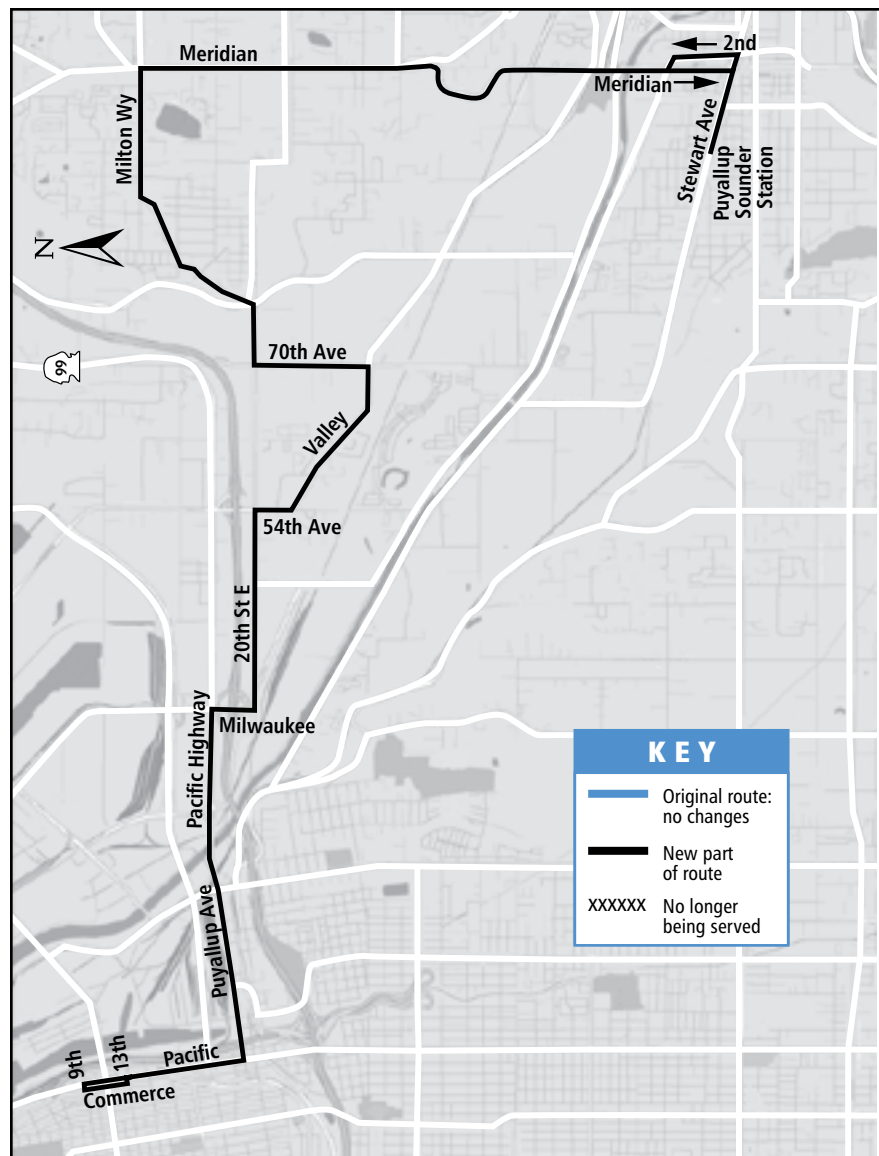 Meridian
2nd
Meridian
Milton Wy
Stewart Ave
Puyallup
Sounder
Station
N
99
70th Ave
Valley
54th Ave
20th St E
Pacific Highway
Milwaukee
Puyallup Ave
9th
13th
Pacific
Commerce
KEY
Original route:
no changes
New part
of route
XXXXXX No longer
being served